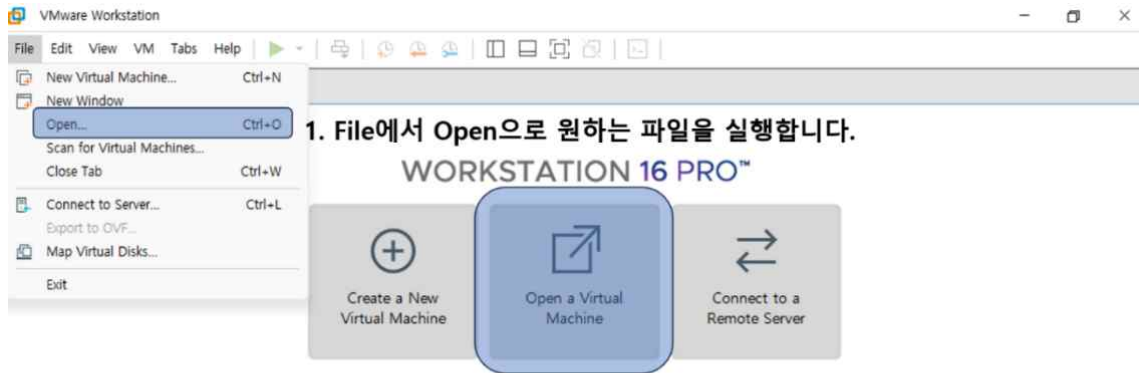 VMware Workstation
File Edit View VM Tabs Help
New Virtual Machine... Ctrl+N
New Window
Open... Ctrl+O
Scan for Virtual Machines...
Close Tab Ctrl+W
Connect to Server... Ctrl+L
Export to OVF...
Map Virtual Disks...
Exit
1. File에서 Open으로 원하는 파일을 실행합니다.
WORKSTATION 16 PRO™
Create a New
Virtual Machine
Open a Virtual
Machine
Connect to a
Remote Server